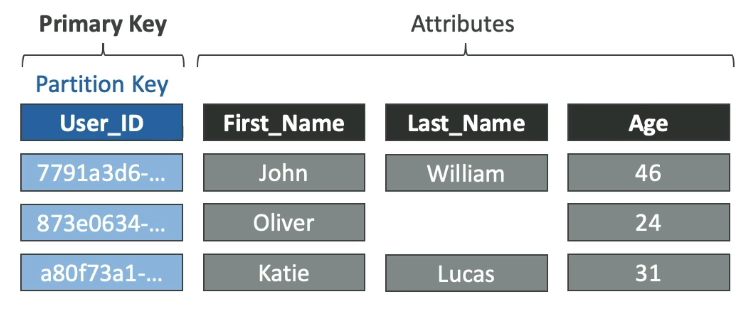 Primary Key Attributes
Partition Key
User_ID First_Name Last_Name Age
7791a3d6-... John William 46
873e0634-... Oliver 24
a80f73a1-... Katie Lucas 31